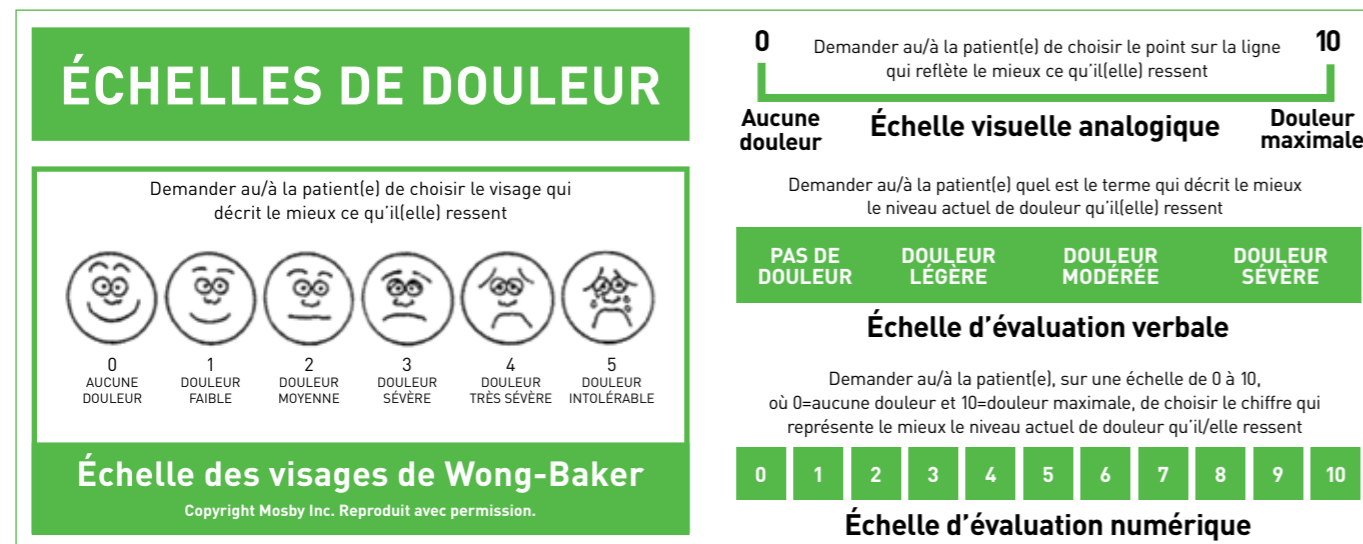 ÉCHELLES DE DOULEUR
Demander au/à la patient(e) de choisir le visage qui
décrit le mieux ce qu'il(elle) ressent
0 1 2 3 4 5
AUCUNE DOULEUR DOULEUR DOULEUR DOULEUR DOULEUR
DOULEUR FAIBLE MOYENNE SÉVÈRE TRÈS SÉVÈRE INTOLÉRABLE
Échelle des visages de Wong-Baker
Copyright Mosby Inc. Reproduit avec permission.
0 10
Demander au/à la patient(e) de choisir le point sur la ligne
qui reflète le mieux ce qu'il(elle) ressent
Aucune Douleur
douleur maximale
Échelle visuelle analogique
Demander au/à la patient(e) quel est le terme qui décrit le mieux
le niveau actuel de douleur qu'il(elle) ressent
PAS DE DOULEUR DOULEUR DOULEUR
DOULEUR LÉGÈRE MODÉRÉE SÉVÈRE
Échelle d'évaluation verbale
Demander au/à la patient(e), sur une échelle de 0 à 10,
où 0=aucune douleur et 10=douleur maximale, de choisir le chiffre qui
représente le mieux le niveau actuel de douleur qu'il/elle ressent
0 1 2 3 4 5 6 7 8 9 10
Échelle d'évaluation numérique